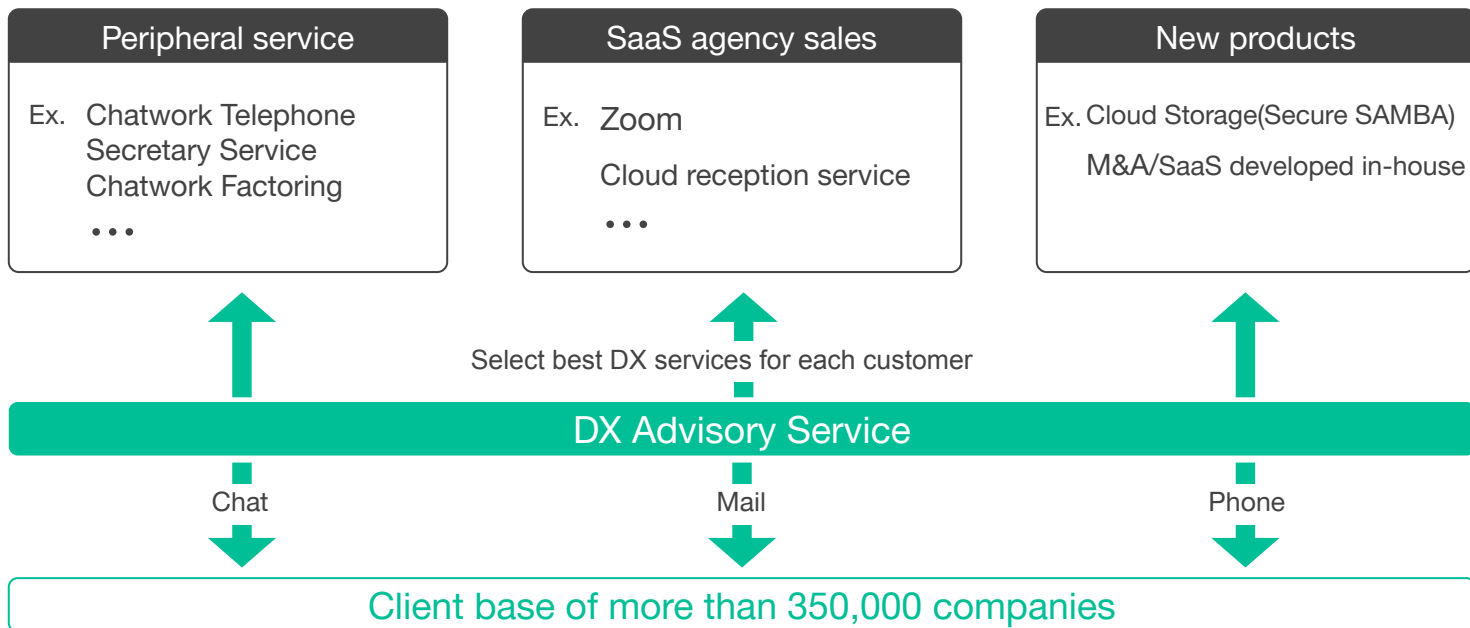 Peripheral service
Ex. Chatwork Telephone
Secretary Service
Chatwork Factoring
•••
SaaS agency sales
Ex. Zoom
Cloud reception service
•••
New products
Ex. Cloud Storage(Secure SAMBA)
M&A/SaaS developed in-house
Select best DX services for each customer
DX Advisory Service
Chat
Mail
Phone
Client base of more than 350,000 companies